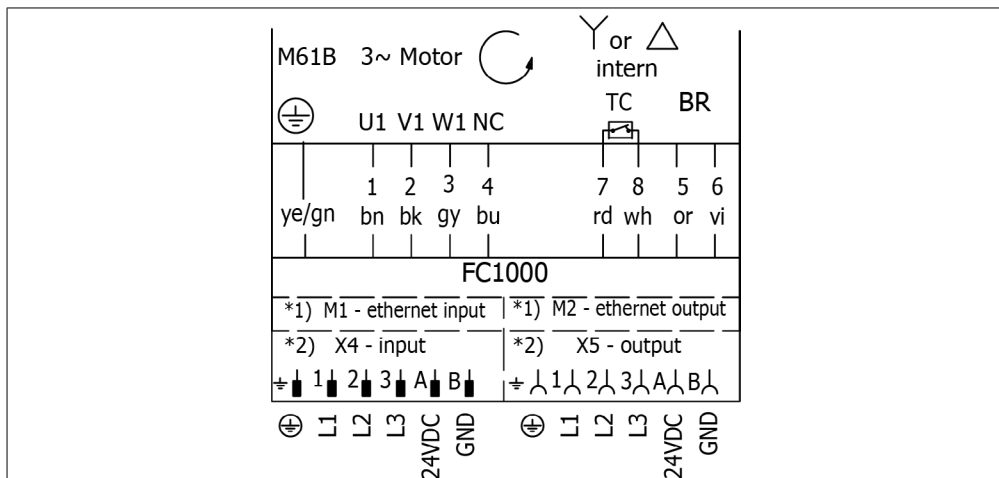 M61B 3~ Motor
or
intern
TC BR
U1 V1 W1 NC
1 2 3 4 7 8 5 6
ye/gn bn bk gy bu rd wh or vi
FC1000
*1) M1 - ethernet input *1) M2 - ethernet output
*2) X4 - input *2) X5 - output
1 2 3 A B 1 2 3 A B
L1 L2 L3 24VDC GND L1 L2 L3 24VDC GND